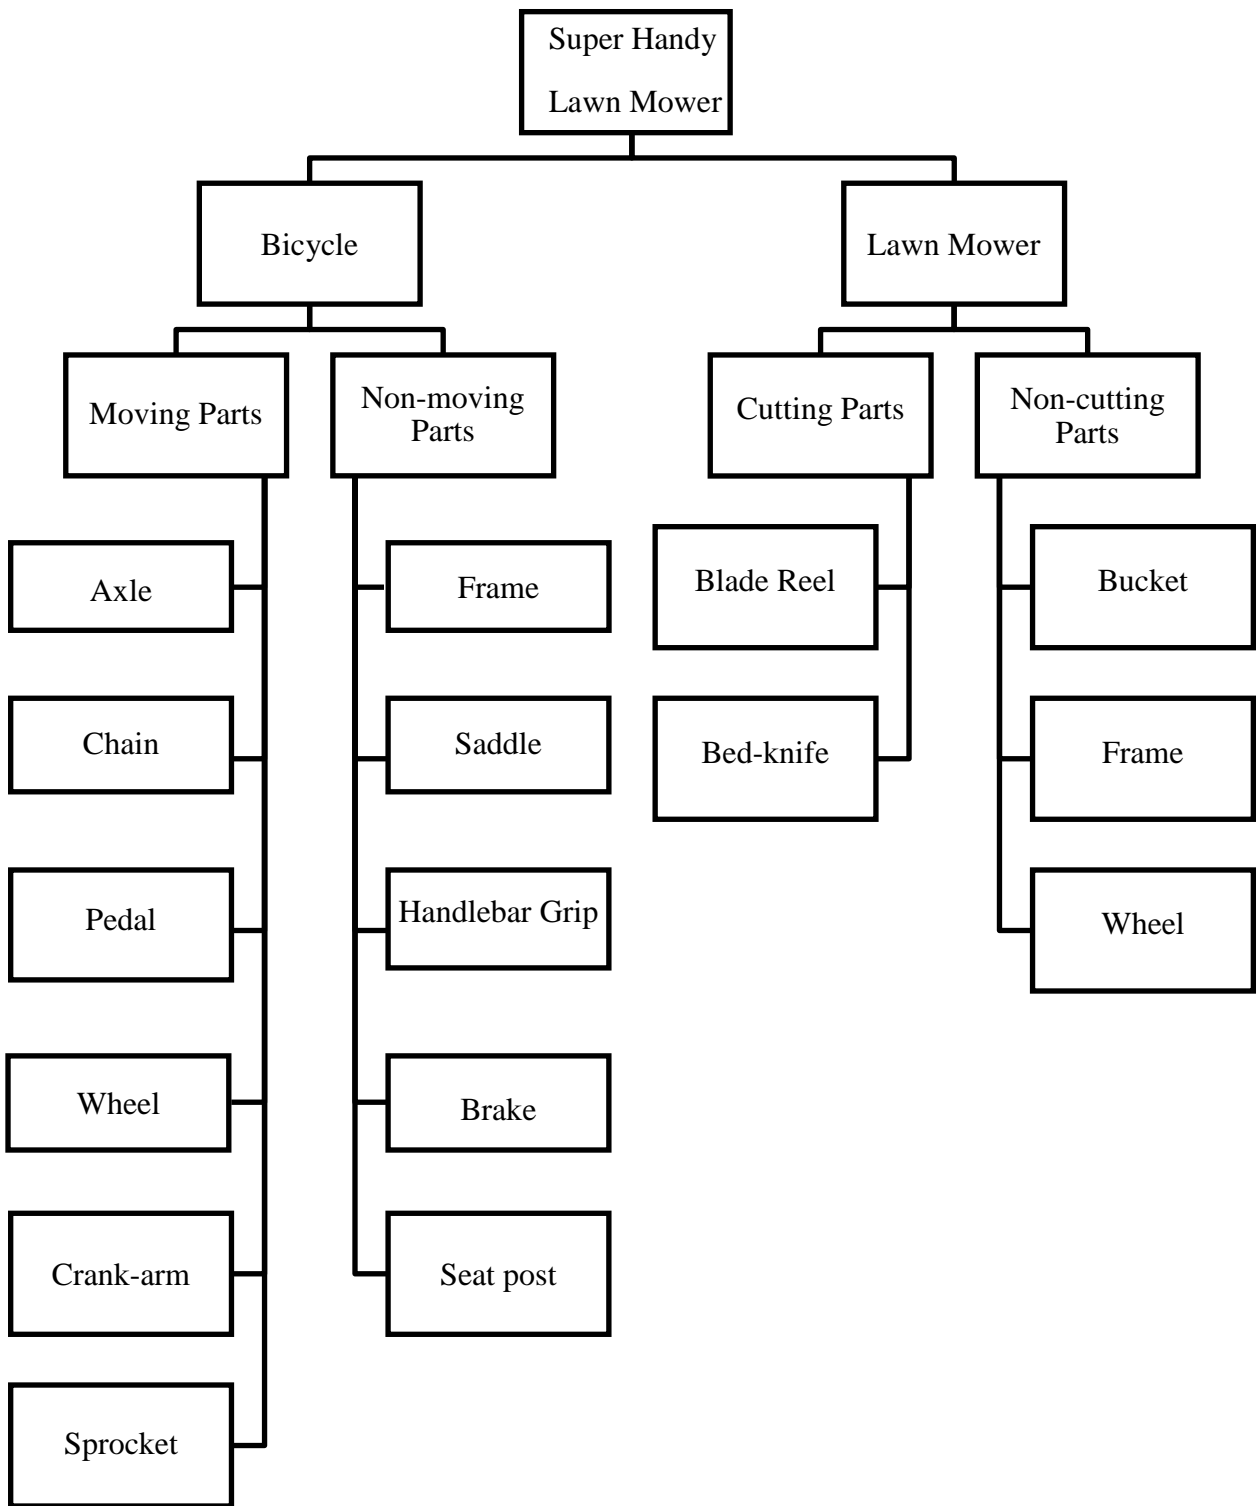 Super Handy
Lawn Mower
Bicycle
Lawn Mower
Moving Parts
Non-moving
Parts
Cutting Parts
Non-cutting
Parts
Axle
Frame
Blade Reel
Bucket
Chain
Saddle
Bed-knife
Frame
Pedal
Handlebar Grip
Wheel
Wheel
Brake
Crank-arm
Seat post
Sprocket